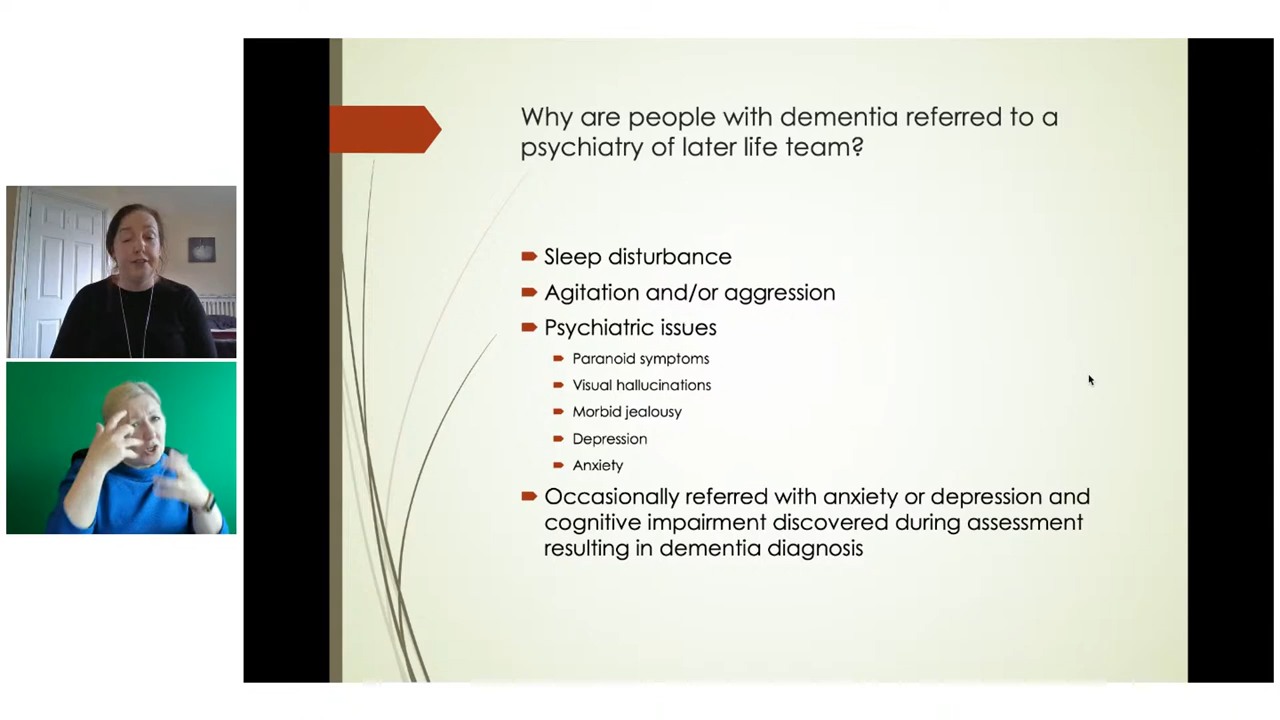 Why are people with dementia referred to a
psychiatry of later life team?
Sleep disturbance
Agitation and/or aggression
Psychiatric issues
Paranoid symptoms
Visual hallucinations
Morbid jealousy
Depression
Anxiety
Occasionally referred with anxiety or depression and
cognitive impairment discovered during assessment
resulting in dementia diagnosis